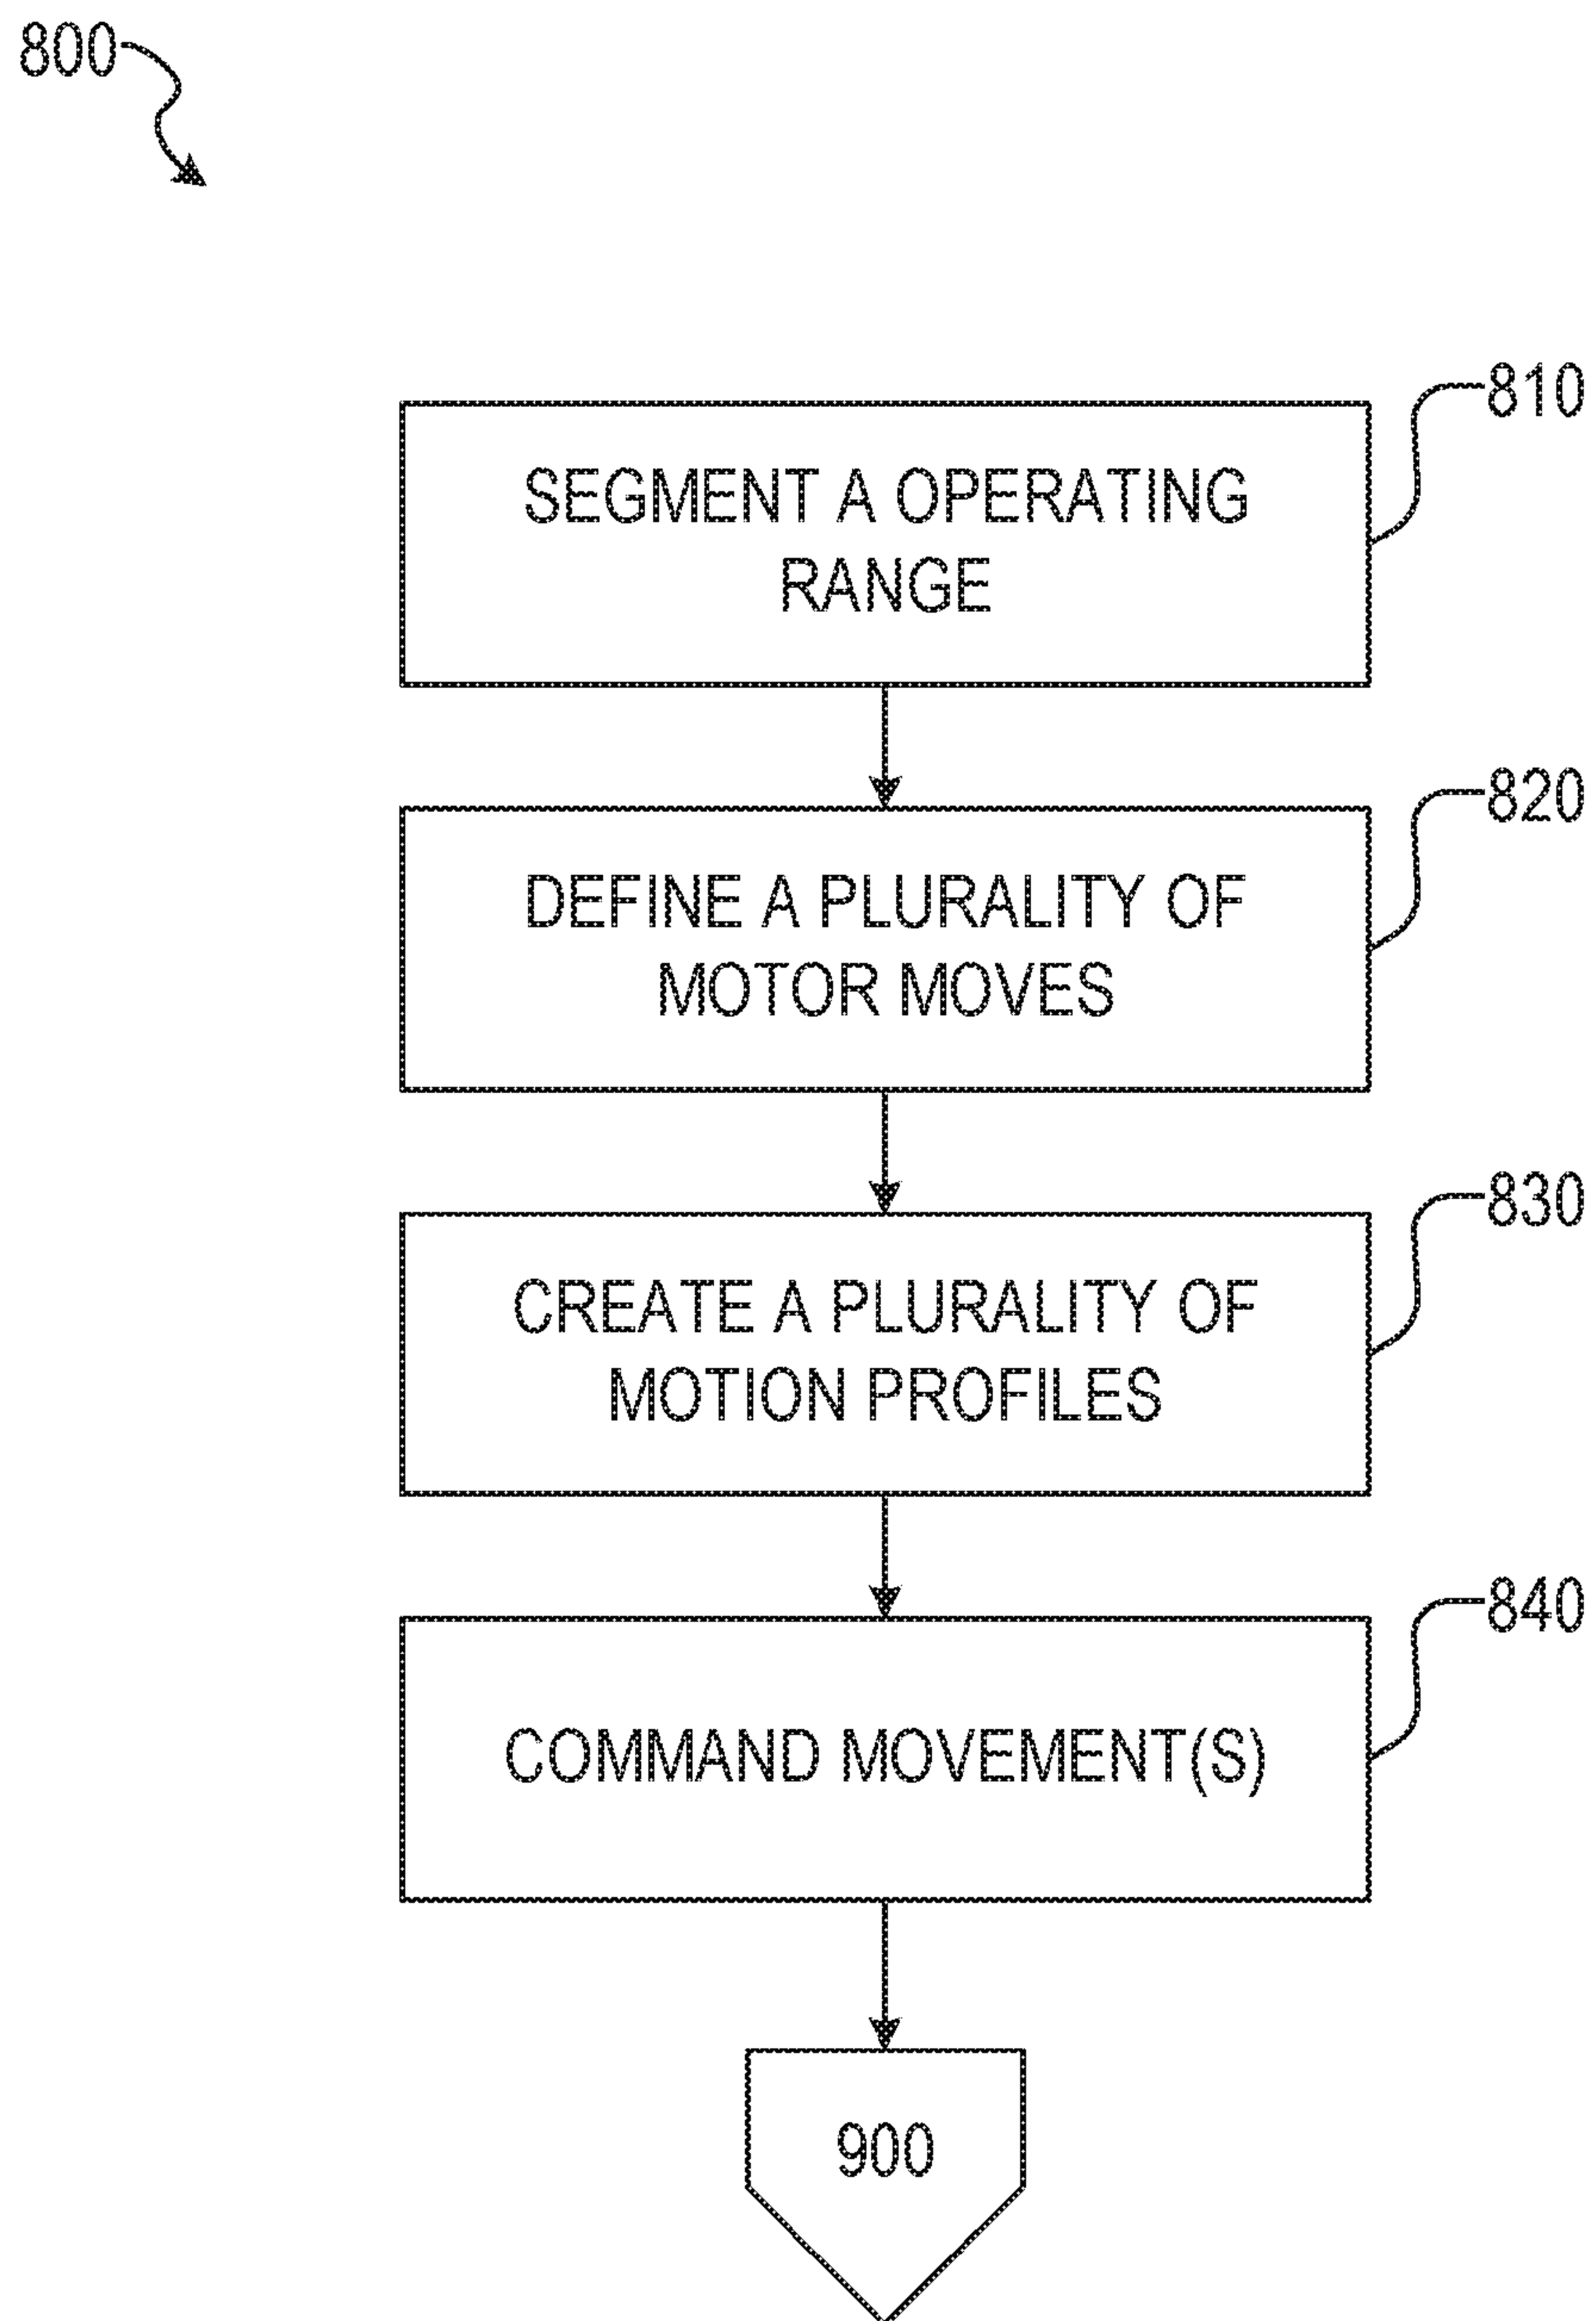 800
810
SEGMENT A OPERATING
RANGE
820
DEFINE A PLURALITY OF
MOTOR MOVES
830
CREATE A PLURALITY OF
MOTION PROFILES
840
COMMAND MOVEMENT(S)
900